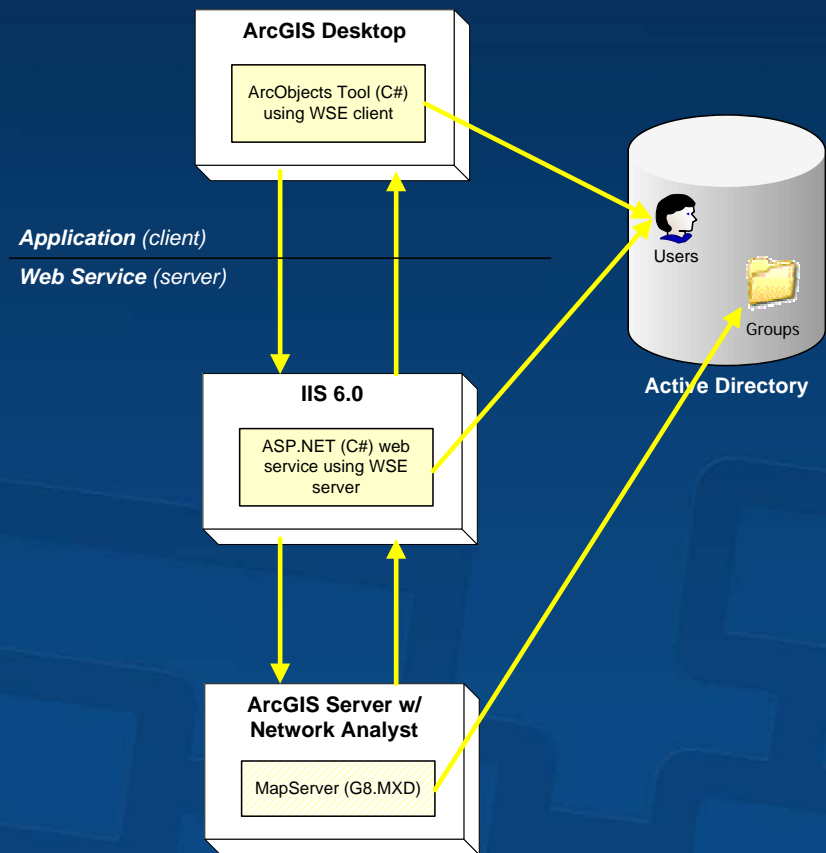 ArcGIS Desktop
ArcObjects Tool (C#)
using WSE client
Application (client)
Web Service (server)
Users
Groups
Active Directory
IIS 6.0
ASP.NET (C#) web
service using WSE
server
ArcGIS Server w/
Network Analyst
MapServer (G8.MXD)